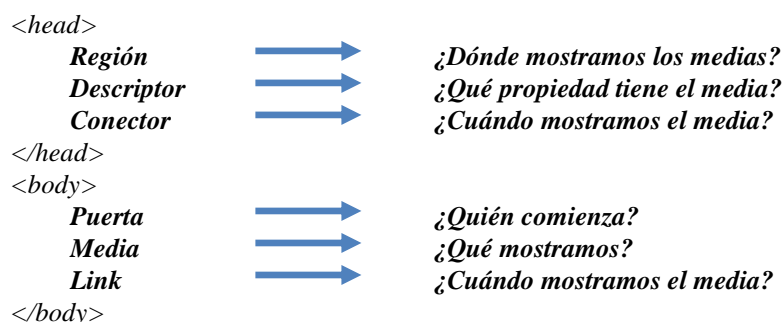 <head>
Región ¿Dónde mostramos los medias?
Descriptor ¿Qué propiedad tiene el media?
Conector ¿Cuándo mostramos el media?
</head>
<body>
Puerta ¿Quién comienza?
Media ¿Qué mostramos?
Link ¿Cuándo mostramos el media?
</body>